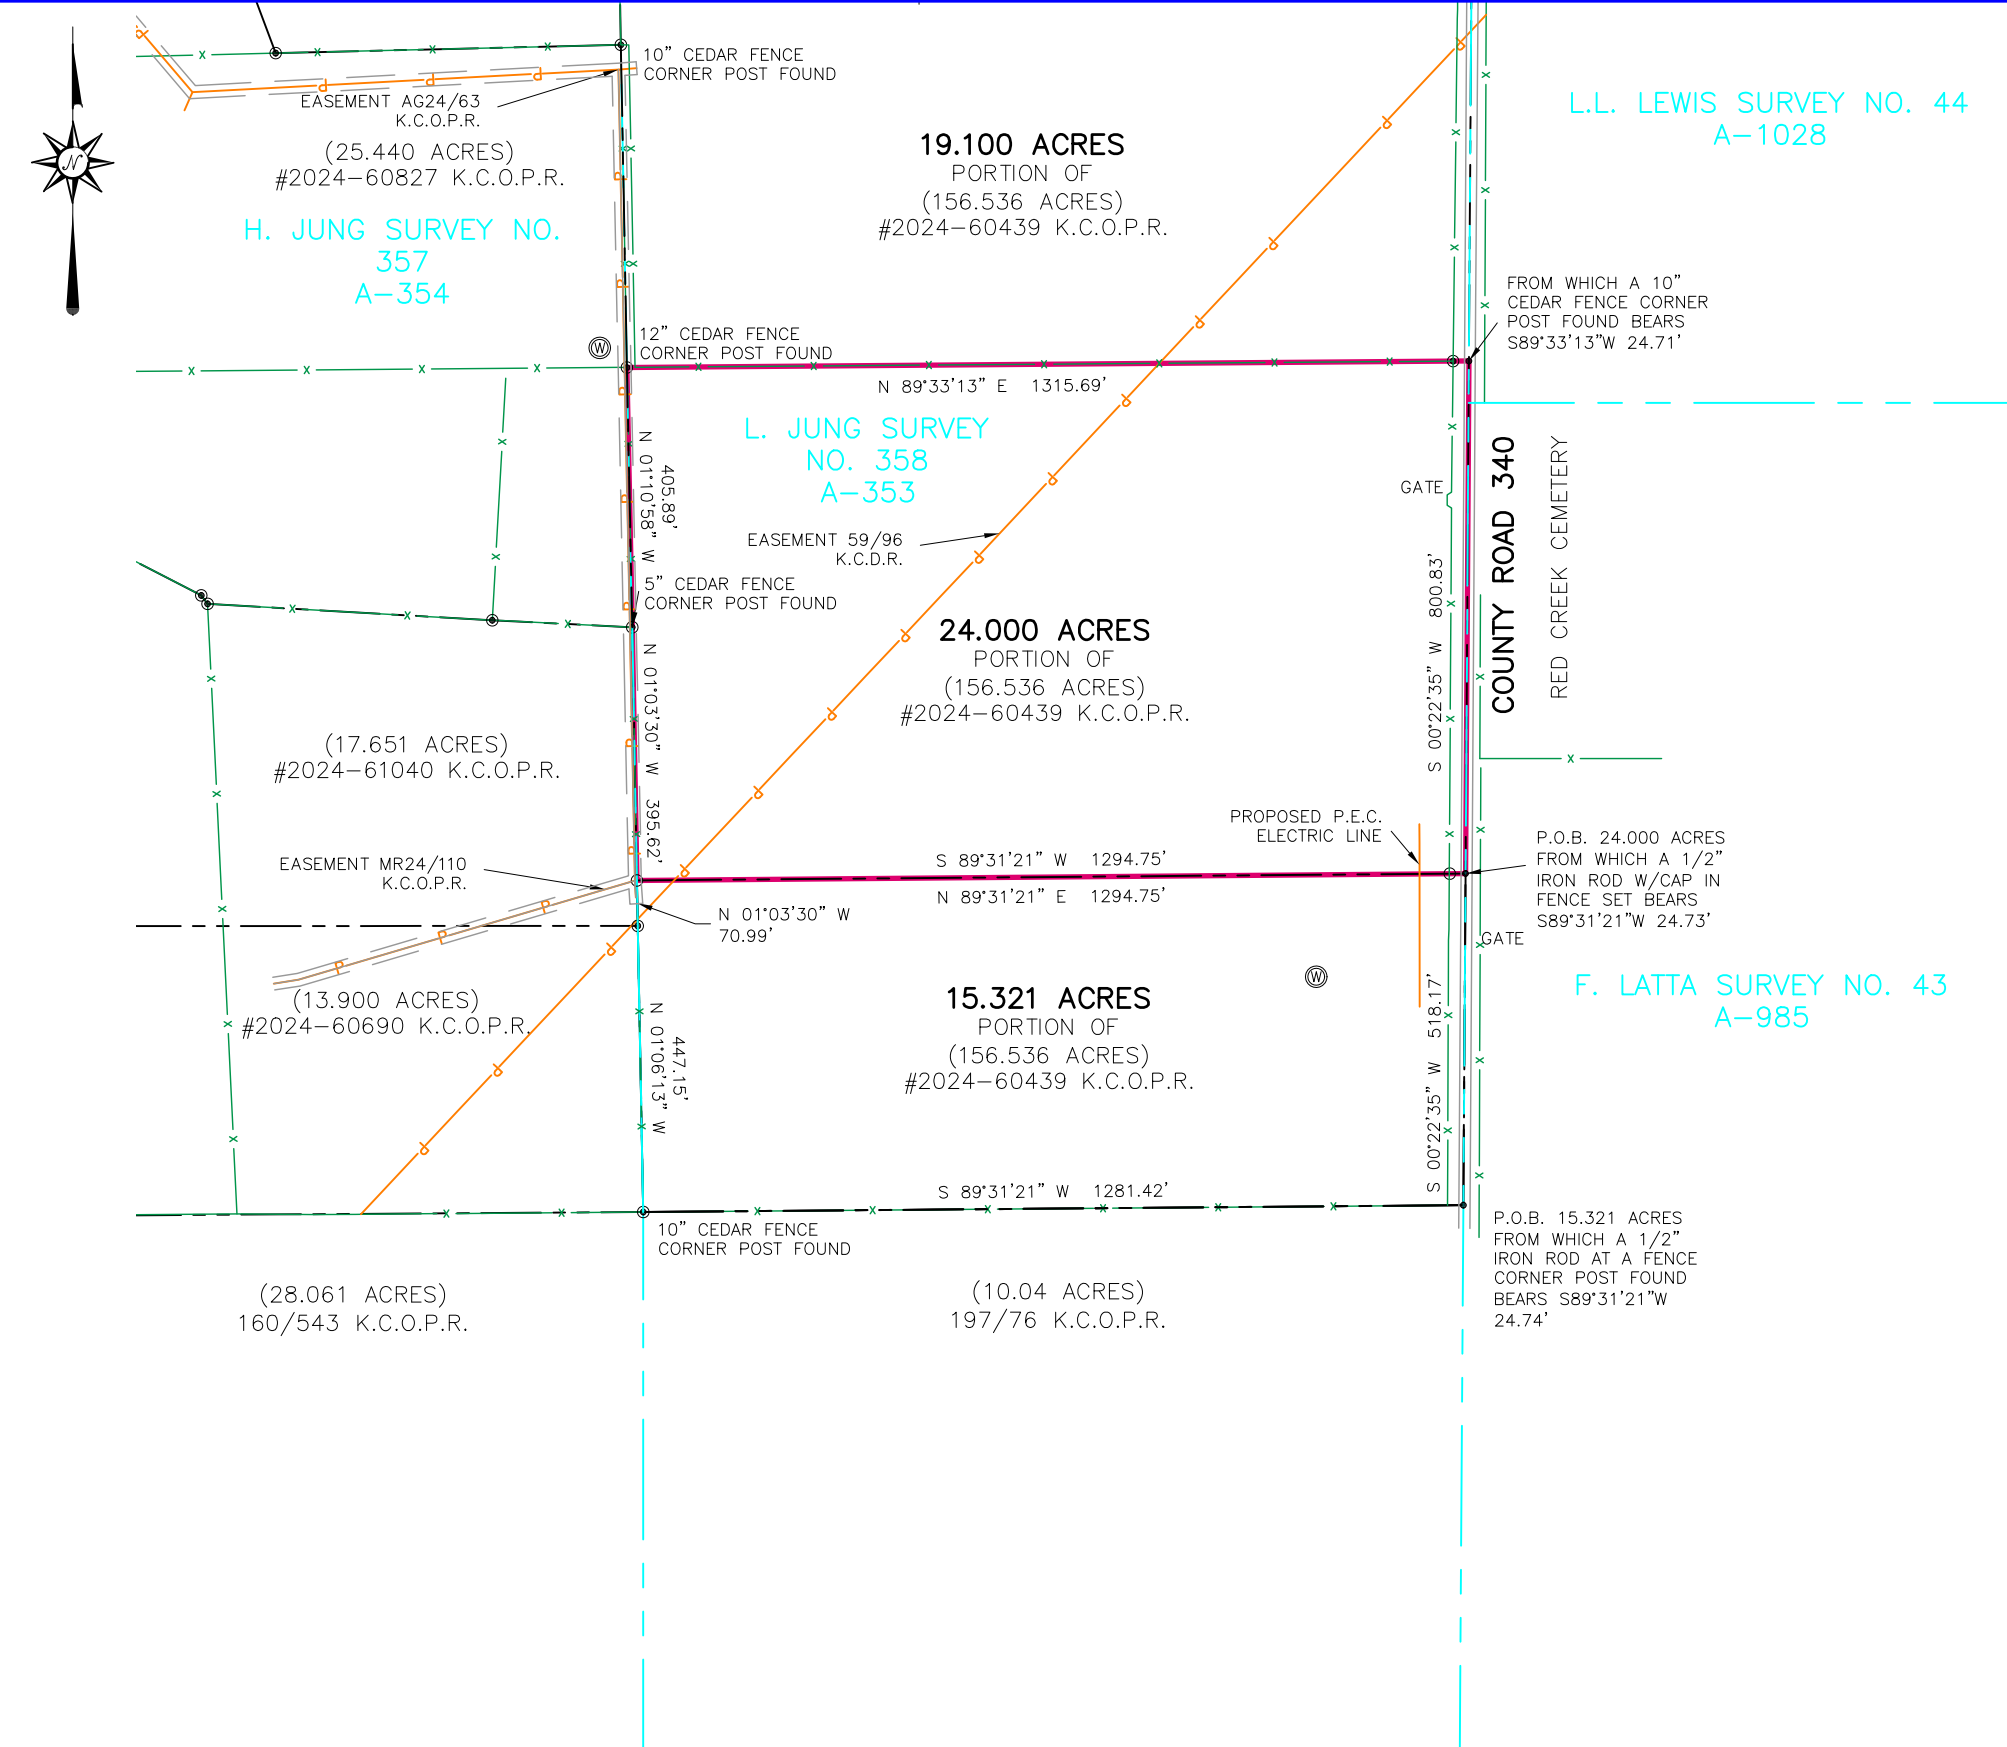 10” CEDAR FENCE
CORNER POST FOUND
EASEMENT AG24/63
K.C.O.P.R.
(25.440 ACRES)
#2024-60827 K.C.O.P.R.
H. JUNG SURVEY NO.
357
A-354
N
19.100 ACRES
PORTION OF
(156.536 ACRES)
#2024-60439 K.C.O.P.R.
L.L. LEWIS SURVEY NO. 44
A-1028
FROM WHICH A 10”
CEDAR FENCE CORNER
POST FOUND BEARS
S89°33'13”W 24.71'
W
12” CEDAR FENCE
CORNER POST FOUND
N 89°33'13” E 1315.69'
L. JUNG SURVEY
NO. 358
A-353
N 01°10'58” W
405.89'
GATE
COUNTY ROAD 340
RED CREEK CEMETERY
EASEMENT 59/96
K.C.D.R.
5” CEDAR FENCE
CORNER POST FOUND
24.000 ACRES
PORTION OF
(156.536 ACRES)
#2024-60439 K.C.O.P.R.
S 00°22'35” W 800.83'
N 01°03'30” W 395.62'
(17.651 ACRES)
#2024-61040 K.C.O.P.R.
PROPOSED P.E.C.
ELECTRIC LINE
P.O.B. 24.000 ACRES
FROM WHICH A 1/2”
IRON ROD W/CAP IN
FENCE SET BEARS
S89°31'21”W 24.73'
EASEMENT MR24/110
K.C.O.P.R.
S 89°31'21” W 1294.75'
N 89°31'21” E 1294.75'
N 01°03'30” W
70.99'
GATE
W
(13.900 ACRES)
#2024-60690 K.C.O.P.R.
15.321 ACRES
PORTION OF
(156.536 ACRES)
#2024-60439 K.C.O.P.R.
F. LATTA SURVEY NO. 43
A-985
N 01°06'13” W
447.15'
S 00°22'35” W 518.17'
S 89°31'21” W 1281.42'
10” CEDAR FENCE
CORNER POST FOUND
P.O.B. 15.321 ACRES
FROM WHICH A 1/2”
IRON ROD AT A FENCE
CORNER POST FOUND
BEARS S89°31'21”W
24.74'
(28.061 ACRES)
160/543 K.C.O.P.R.
(10.04 ACRES)
197/76 K.C.O.P.R.